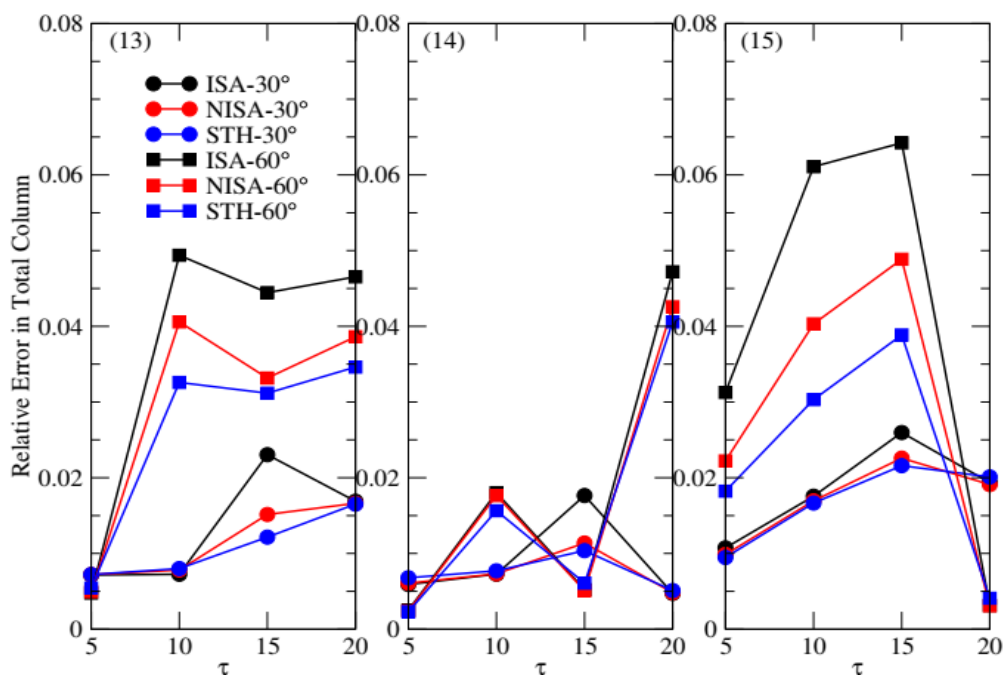 0.08 (13) 0.08 (14) 0.08 (15)
ISA-30°
NISA-30°
STH-30°
ISA-60°
NISA-60°
STH-60°
0.06 0.06 0.06
Relative Error in Total Column
0.04 0.04 0.04
0.02 0.02 0.02
0 0 0
5 10 15 20 5 10 15 20 5 10 15 20
τ τ τ